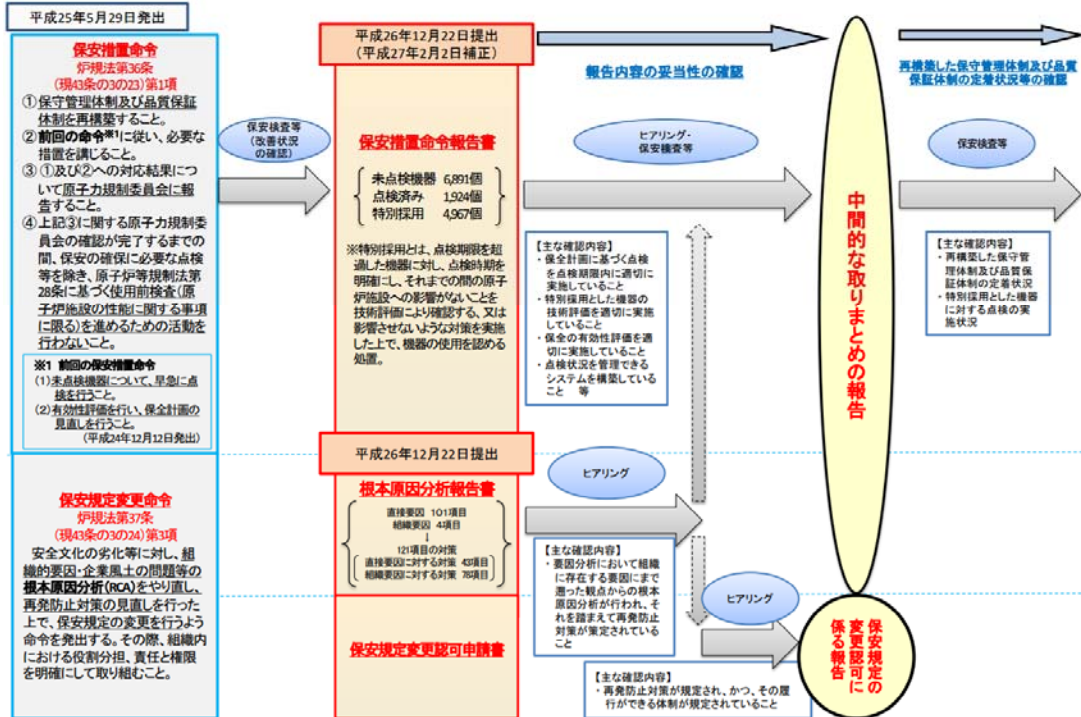 平成25年5月29日発出
保安措置命令
炉規法第36条
(現43条の3の23)第1項
①保守管理体制及び品質保証
体制を再構築すること。
②前回の命令※1に従い、必要な
措置を講じること。
③①及び②への対応結果につ
いて原子力規制委員会に報
告すること。
④上記③に関する原子力規制委
員会の確認が完了するまでの
間、保安の確保に必要な点検
等を除き、原子炉等規制法第
28条に基づく使用前検査(原
子炉施設の性能に関する事項
に限る)を進めるための活動を
行わないこと。
※1 前回の保安措置命令
(1)未点検機器について、早急に点
検を行うこと。
(2)有効性評価を行い、保全計画の
見直しを行うこと。
(平成24年12月12日発出)
保安規定変更命令
炉規法第37条
(現43条の3の24)第3項
安全文化の劣化等に対し、組
織的要因・企業風土の問題等の
根本原因分析(RCA)をやり直し、
再発防止対策の見直しを行った
上で、保安規定の変更を行うよう
命令を発出する。その際、組織内
における役割分担、責任と権限
を明確にして取り組むこと。
保安検査等
(改善状況
の確認)
平成26年12月22日提出
(平成27年2月2日補正)
保安措置命令報告書
未点検機器 6,891個
点検済み 1,924個
特別採用 4,967個
※特別採用とは、点検期限を超
過した機器に対し、点検時期を
明確にし、それまでの間の原子
炉施設への影響がないことを
技術評価により確認する、又は
影響させないような対策を実施
した上で、機器の使用を認める
処置。
平成26年12月22日提出
根本原因分析報告書
直接要因 101項目
組織要因 4項目
↓
121項目の対策
直接要因に対する対策 43項目
組織要因に対する対策 78項目
保安規定変更認可申請書
報告内容の妥当性の確認
ヒアリング・
保安検査等
【主な確認内容】
・保全計画に基づく点検
を点検期限内に適切に
実施していること
・特別採用とした機器の
技術評価を適切に実施
していること
・保全の有効性評価を適
切に実施していること
・点検状況を管理できる
システムを構築している
こと 等
ヒアリング
【主な確認内容】
・要因分析において組織
に存在する要因にまで
遡った観点からの根本
原因分析が行われ、そ
れを踏まえて再発防止
対策が策定されている
こと
ヒアリング
【主な確認内容】
・再発防止対策が規定され、かつ、その履
行ができる体制が規定されていること
中間的な取りまとめの報告
保安規定の
変更認可に
係る報告
再構築した保守管理体制及び品質
保証体制の定着状況等の確認
保安検査等
【主な確認内容】
・再構築した保守管
理体制及び品質保
証体制の定着状況
・特別採用とした機器
に対する点検の実
施状況